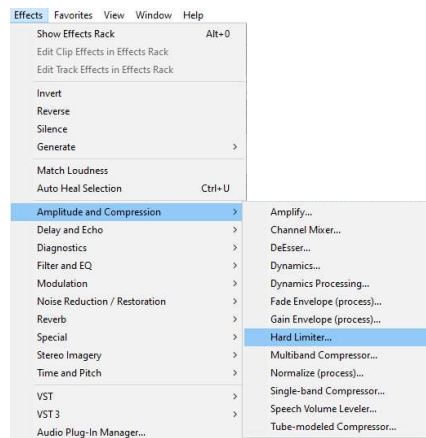 Effects Favorites View Window Help
Show Effects Rack Alt+0
Edit Clip Effects in Effects Rack
Edit Track Effects in Effects Rack
Invert
Reverse
Silence
Generate >
Match Loudness
Auto Heal Selection Ctrl+U
Amplitude and Compression >
Delay and Echo >
Diagnostics >
Filter and EQ >
Modulation >
Noise Reduction / Restoration >
Reverb >
Special >
Stereo Imagery >
Time and Pitch >
VST >
VST 3 >
Audio Plug-In Manager...
Amplify...
Channel Mixer...
DeEsser...
Dynamics...
Dynamics Processing...
Fade Envelope (process)...
Gain Envelope (process)...
Hard Limiter...
Multiband Compressor...
Normalize (process)...
Single-band Compressor...
Speech Volume Leveler...
Tube-modeled Compressor...